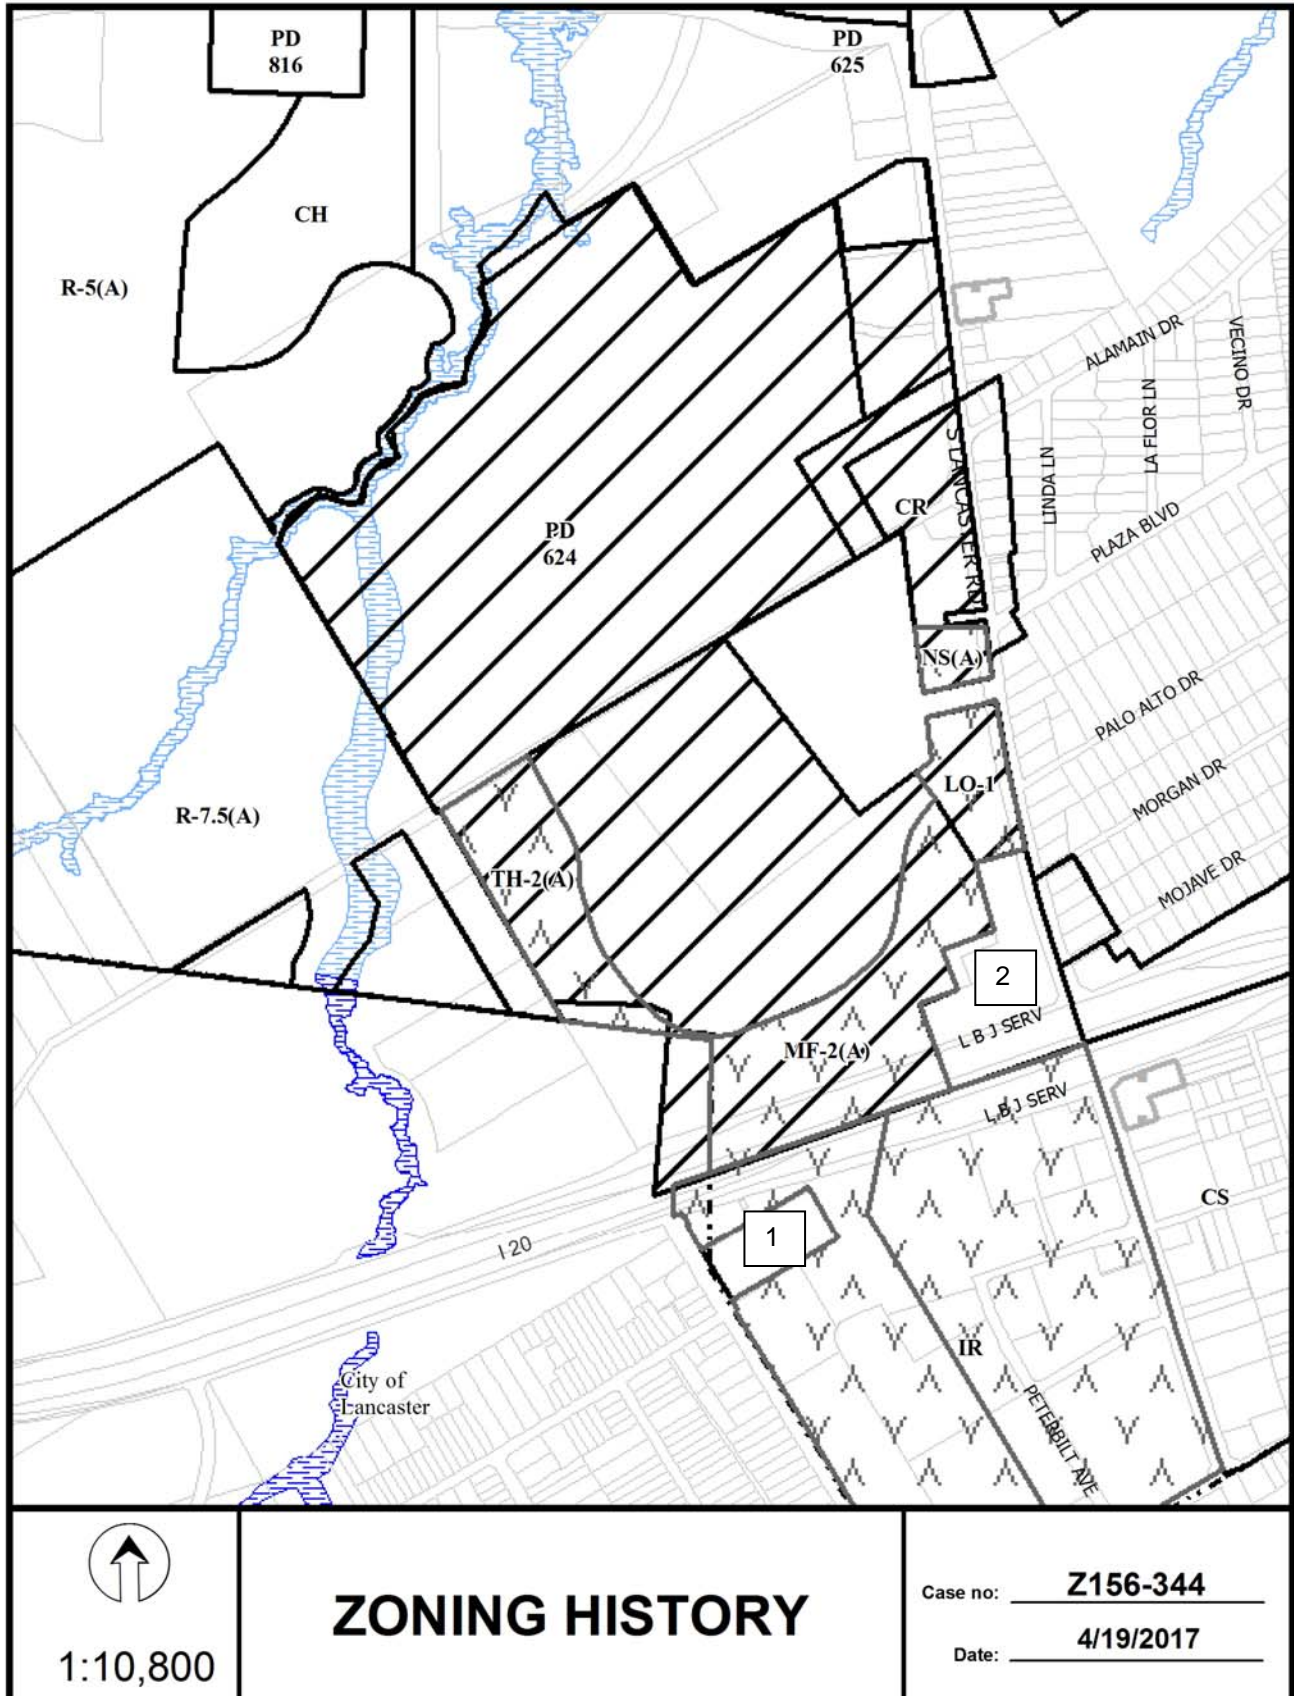 PD
816
PD
625
CH
R-5(A)
ALAMAIN DR
VECINO DR
LA FLOR LN
LINDA LN
S LANCASTER RD
CR
PLAZA BLVD
PD
624
NS(A)
PALO ALTO DR
LO-1
MORGAN DR
R-7.5(A)
TH-2(A)
MOJAVE DR
2
L B J SERV
MF-2(A)
L B J SERV
CS
1
I 20
IR
City of
Lancaster
PETERBILT AVE
1:10,800
ZONING HISTORY
Case no: Z156-344
Date: 4/19/2017